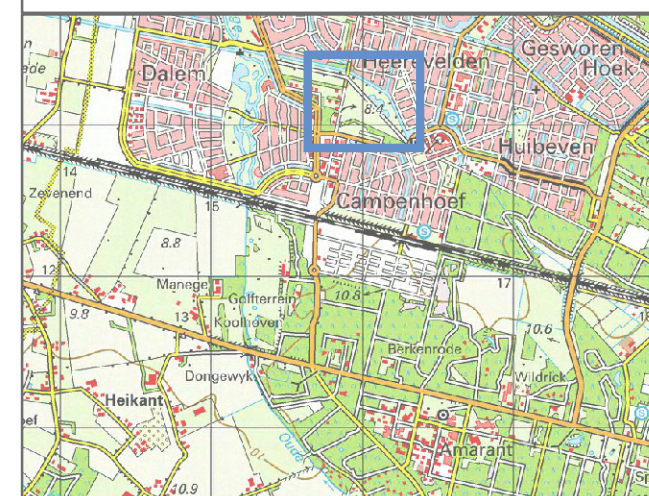 Gesworen
Hoek
Heerevelden
Dalem
8.4
Huibeven
14
Zevenend
Campenhoef
15
8.8
12
Manege
17
9.8
13
Golfterrein
Koolhoven
10.8
10.6
18
Berkenrode
Dongewyk
Wildrick
Heikant
Amarant
10.9